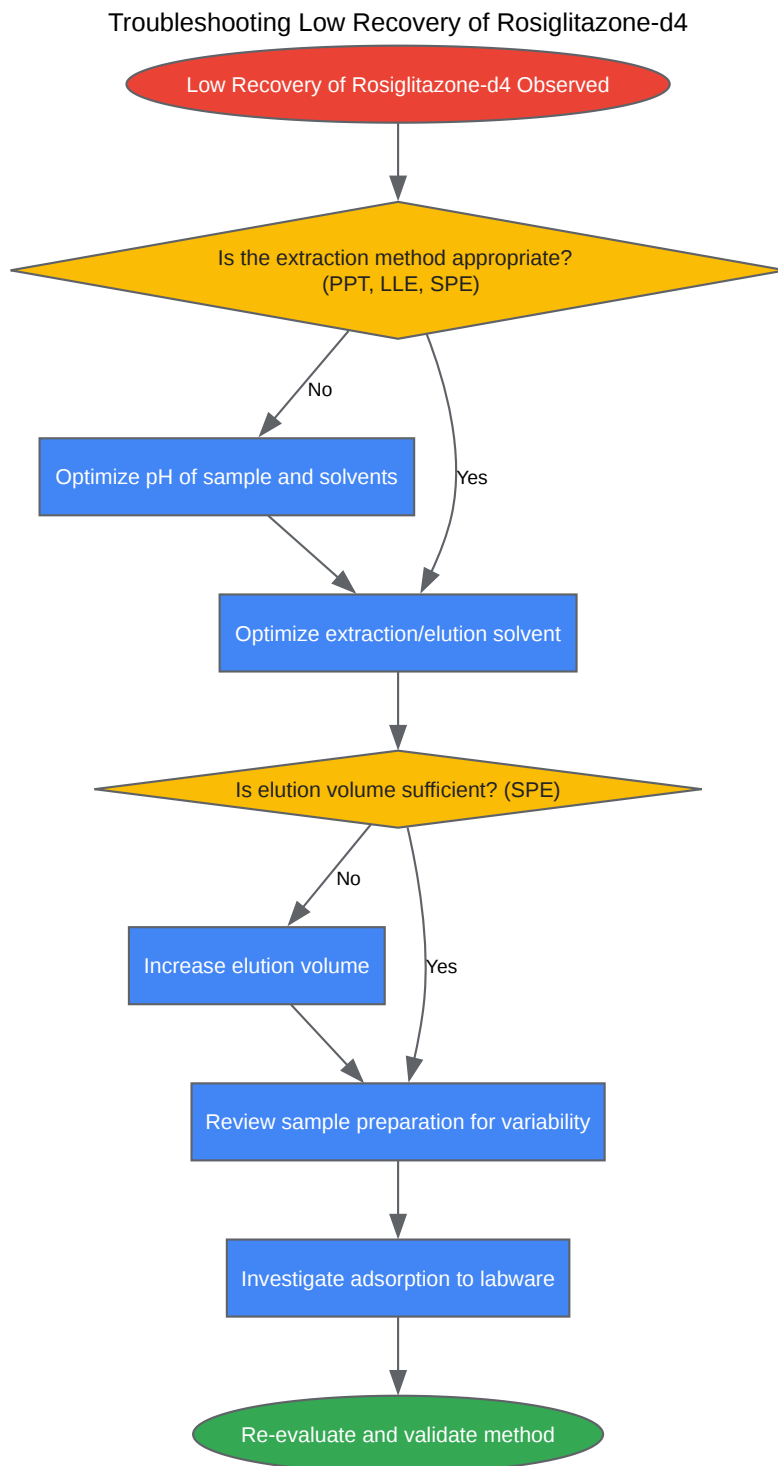 Troubleshooting Low Recovery of Rosiglitazone-d4
Low Recovery of Rosiglitazone-d4 Observed
Is the extraction method appropriate?
(PPT, LLE, SPE)
No
Optimize pH of sample and solvents
Yes
Optimize extraction/elution solvent
Is elution volume sufficient? (SPE)
No
Increase elution volume
Yes
Review sample preparation for variability
Investigate adsorption to labware
Re-evaluate and validate method